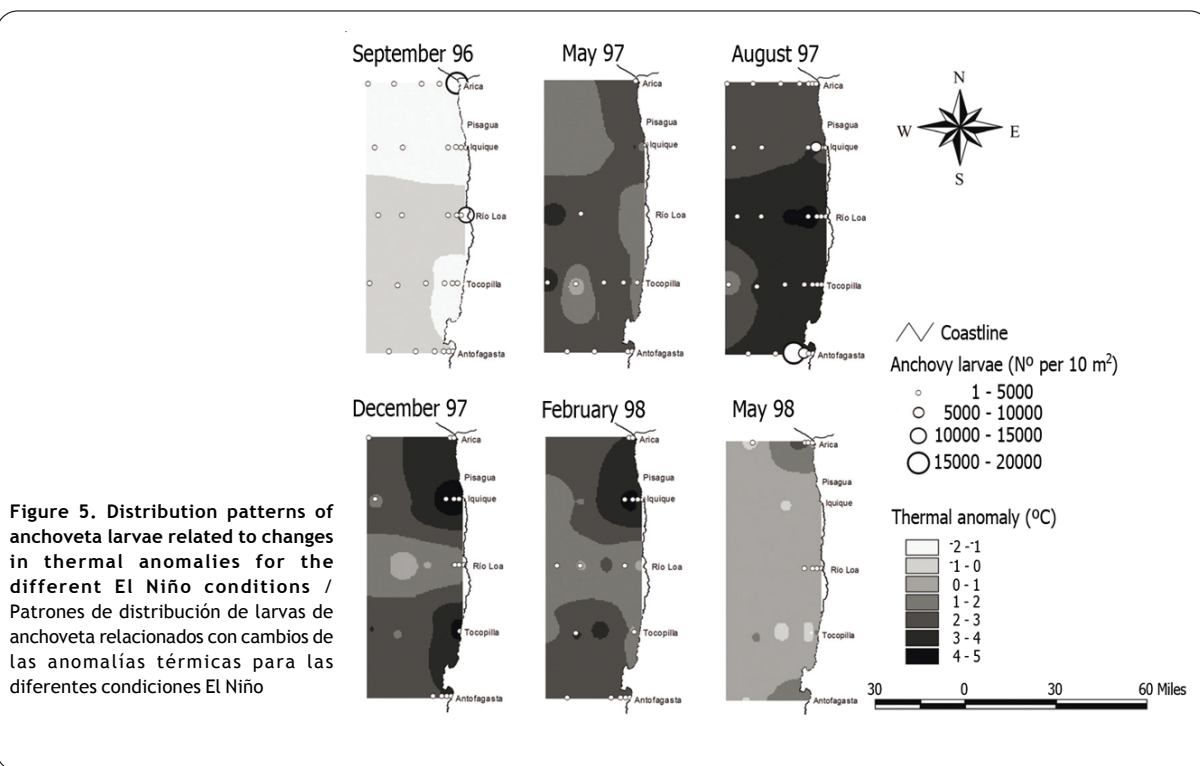 September 96
Arica
Pisagua
Iquique
Río Loa
Tocopilla
Antofagasta
May 97
Arica
Pisagua
Iquique
Río Loa
Tocopilla
Antofagasta
August 97
Arica
Pisagua
Iquique
Río Loa
Tocopilla
Antofagasta
N
W
E
S
December 97
Arica
Pisagua
Iquique
Río Loa
Tocopilla
Antofagasta
February 98
Arica
Pisagua
Iquique
Río Loa
Tocopilla
Antofagasta
May 98
Arica
Pisagua
Iquique
Río Loa
Tocopilla
Antofagasta
Coastline
Anchovy larvae (Nº per 10 m²)
1 - 5000
5000 - 10000
10000 - 15000
15000 - 20000
Thermal anomaly (ºC)
-2 - -1
-1 - 0
0 - 1
1 - 2
2 - 3
3 - 4
4 - 5
30 0 30 60 Miles
Figure 5. Distribution patterns of
anchoveta larvae related to changes
in thermal anomalies for the
different El Niño conditions /
Patrones de distribución de larvas de
anchoveta relacionados con cambios de
las anomalías térmicas para las
diferentes condiciones El Niño